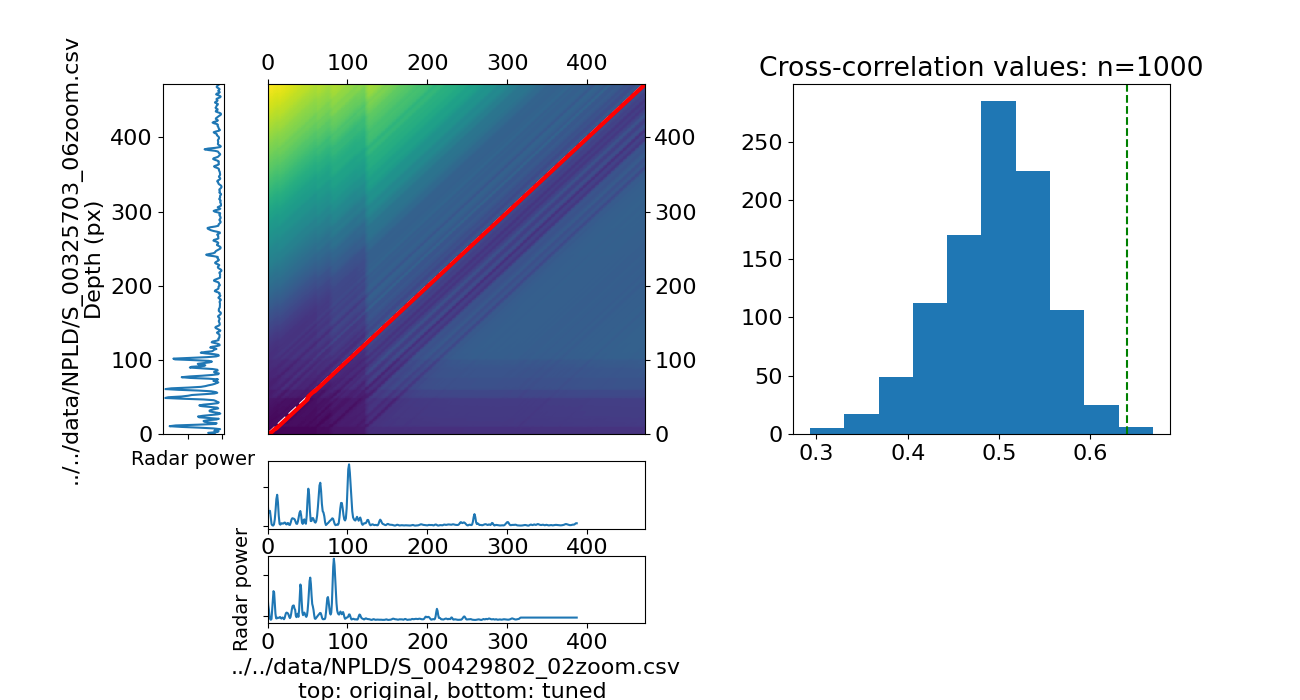 ../../data/NPLD/S_00325703_06zoom.csv
Depth (px)
400
300
200
100
0
Radar power
0 100 200 300 400
400
300
200
100
0
0 100 200 300 400
Radar power
0 100 200 300 400
../../data/NPLD/S_00429802_02zoom.csv
top: original, bottom: tuned
Cross-correlation values: n=1000
250
200
150
100
50
0
0.3 0.4 0.5 0.6